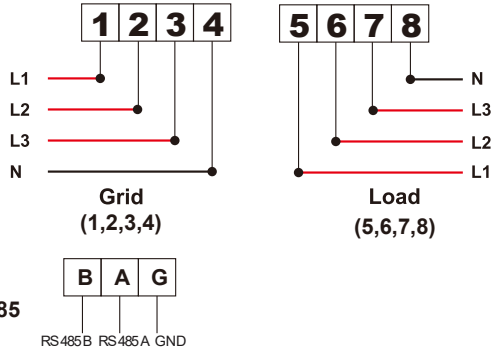 1 2 3 4
5 6 7 8
L1
L2
L3
N
N
L3
L2
L1
Grid
(1,2,3,4)
Load
(5,6,7,8)
B A G
85
RS485B RS485A GND